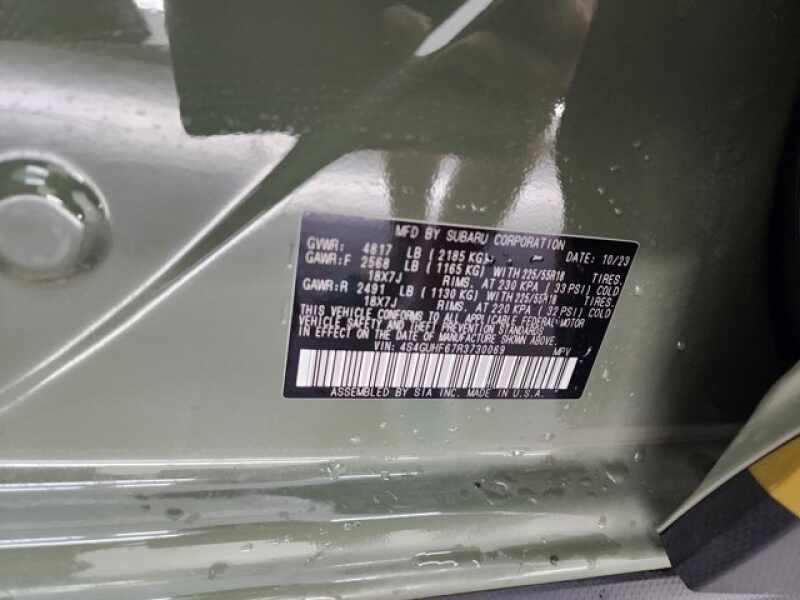 MFD BY SUBARU CORPORATION
GVWR: 4817 LB (2185 KG) DATE: 10/23
GAWR:F 2568 LB (1165 KG) WITH 225/55R18 TIRES.
18X7J RIMS. AT 230 KPA (33 PSI) COLD
GAWR:R 2491 LB (1130 KG) WITH 225/55R18 TIRES.
18X7J RIMS. AT 220 KPA (32 PSI) COLD
THIS VEHICLE CONFORMS TO ALL APPLICABLE FEDERAL MOTOR
VEHICLE SAFETY AND THEFT PREVENTION STANDARDS
IN EFFECT ON THE DATE OF MANUFACTURE SHOWN ABOVE.
VIN: 4S4GUHF67R3730069 MPV
ASSEMBLED BY SIA INC. IN U.S.A.